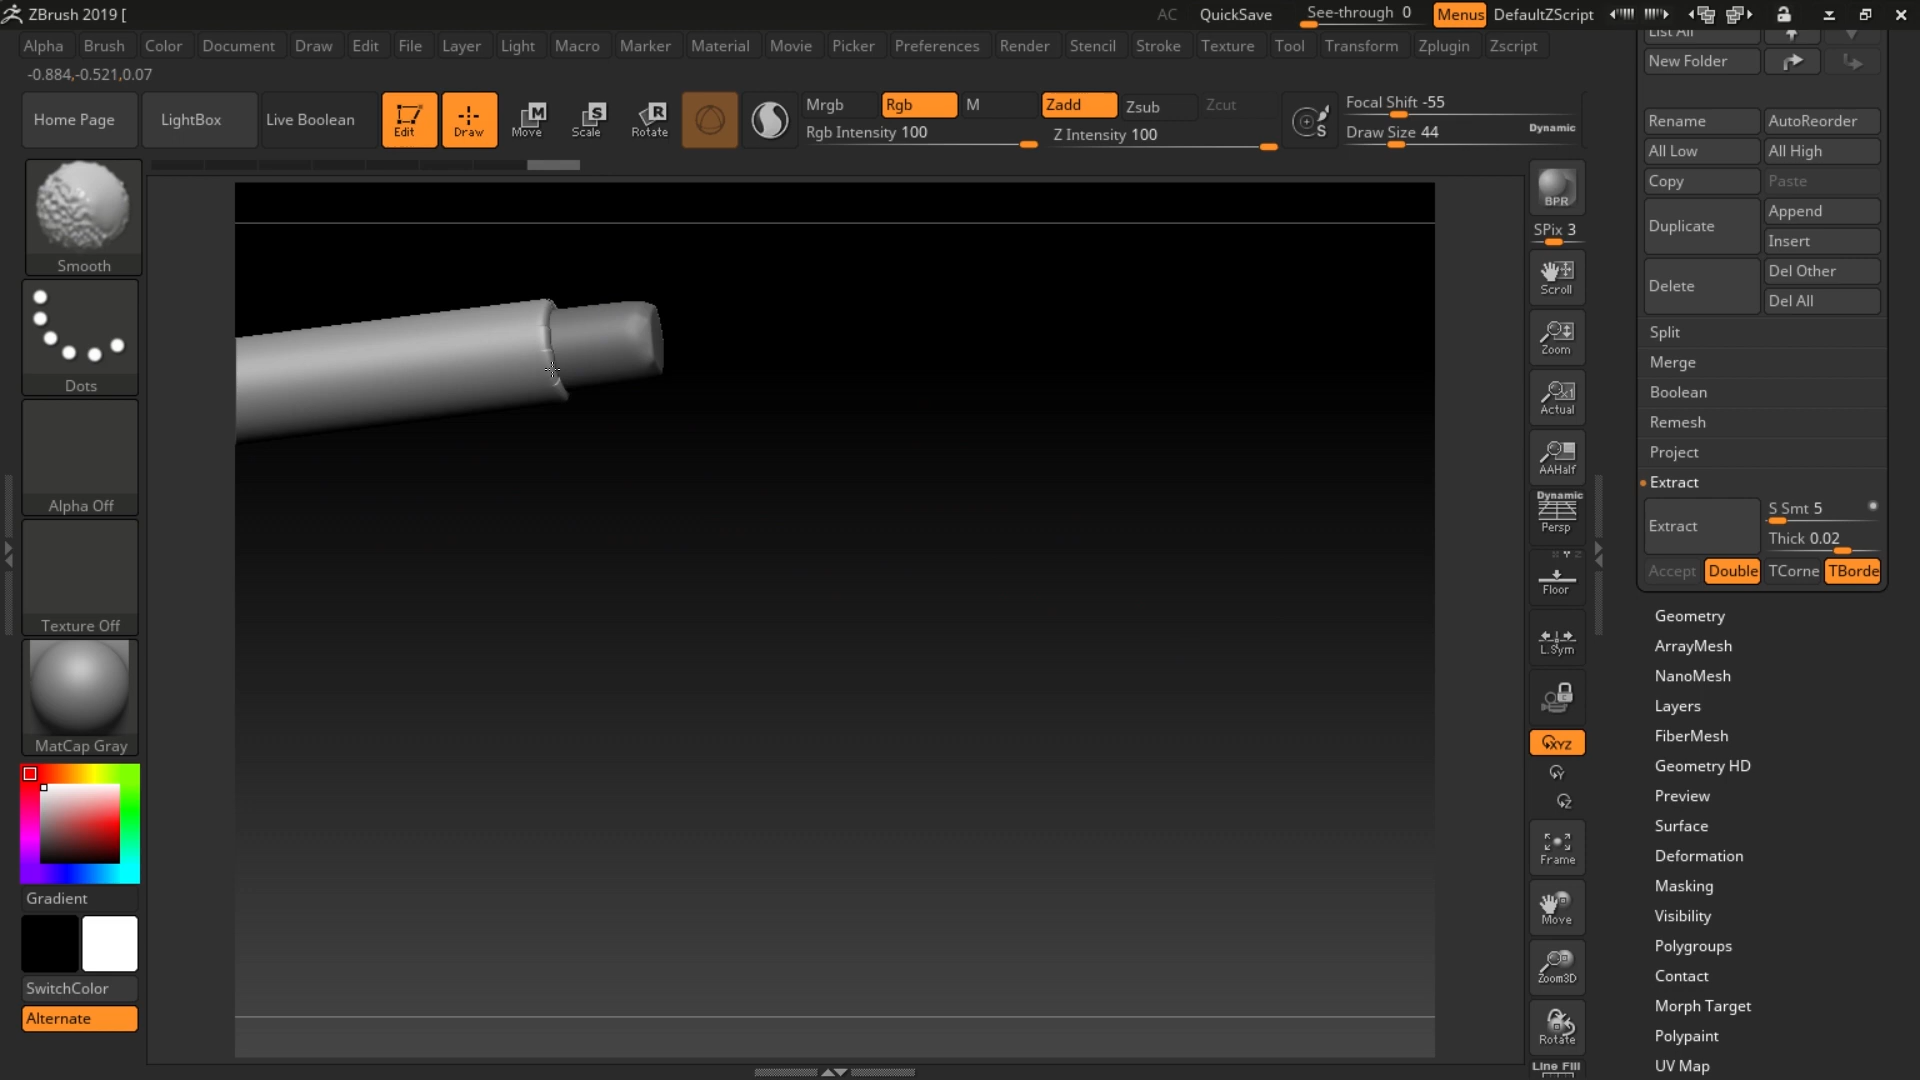 ZBrush 2019 [
AC
QuickSave
See-through 0
Menus
DefaultZScript
Alpha
Brush
Color
Document
Draw
Edit
File
Layer
Light
Macro
Marker
Material
Movie
Picker
Preferences
Render
Stencil
Stroke
Texture
Tool
Transform
Zplugin
Zscript
-0.884,-0.521,0.07
Home Page
LightBox
Live Boolean
Edit
Draw
M
Move
S
Scale
R
Rotate
Mrgb
Rgb
M
Rgb Intensity 100
Zadd
Zsub
Zcut
Z Intensity 100
S
Focal Shift -55
Draw Size 44
Dynamic
Smooth
Dots
Alpha Off
Texture Off
MatCap Gray
Gradient
SwitchColor
Alternate
BPR
SPix 3
Scroll
Zoom
x1
Actual
AAHalf
Dynamic
Persp
X Y Z
Floor
L.Sym
XYZ
Y
Z
Frame
Move
Zoom3D
Rotate
Line Fill
List All
New Folder
Rename
AutoReorder
All Low
All High
Copy
Paste
Duplicate
Append
Insert
Delete
Del Other
Del All
Split
Merge
Boolean
Remesh
Project
Extract
Extract
S Smt 5
Thick 0.02
Accept
Double
TCorne
TBorde
Geometry
ArrayMesh
NanoMesh
Layers
FiberMesh
Geometry HD
Preview
Surface
Deformation
Masking
Visibility
Polygroups
Contact
Morph Target
Polypaint
UV Map